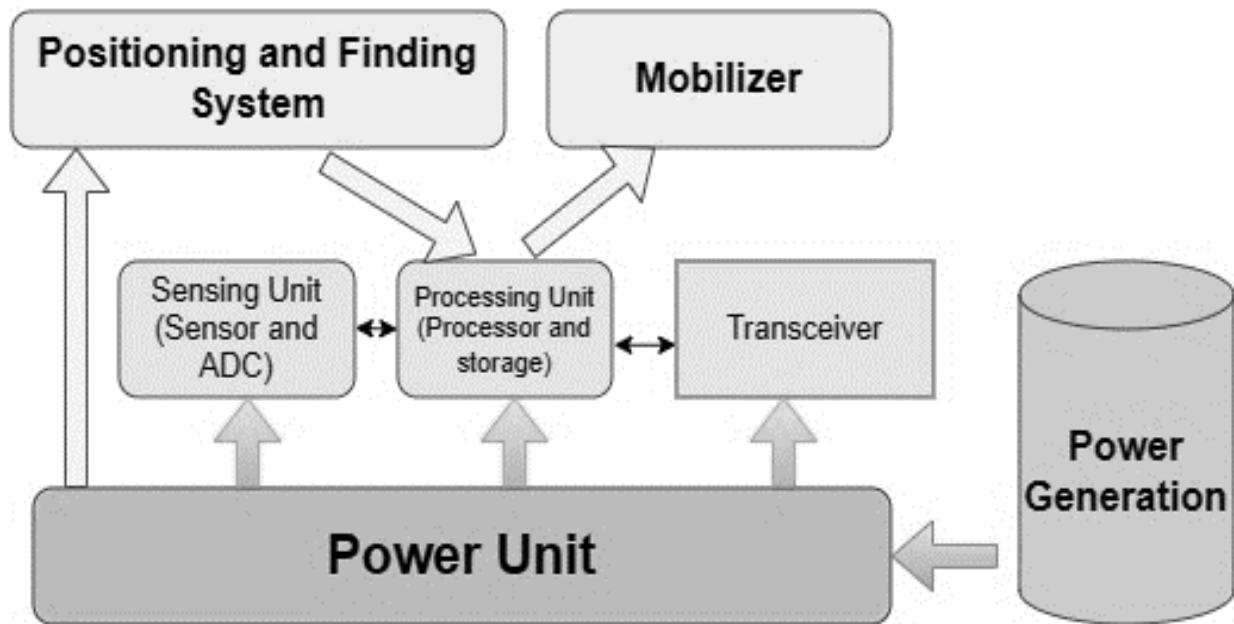 Positioning and Finding
System
Mobilizer
Sensing Unit
(Sensor and
ADC)
Processing Unit
(Processor and
storage)
Transceiver
Power
Generation
Power Unit